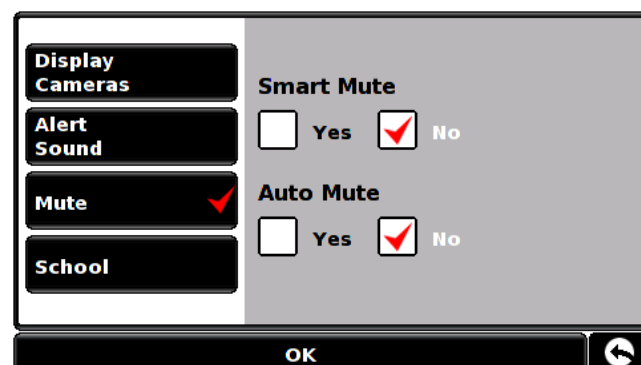 Display
Cameras
Alert
Sound
Mute
School
Smart Mute
Yes No
Auto Mute
Yes No
OK